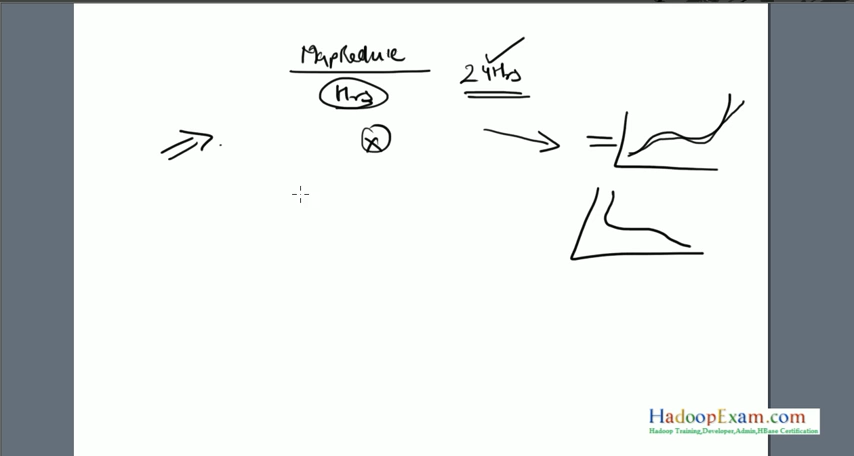 MapReduce
Hrs
24Hrs
x
HadoopExam.com
Hadoop Training,Developer,Admin,HBase Certification